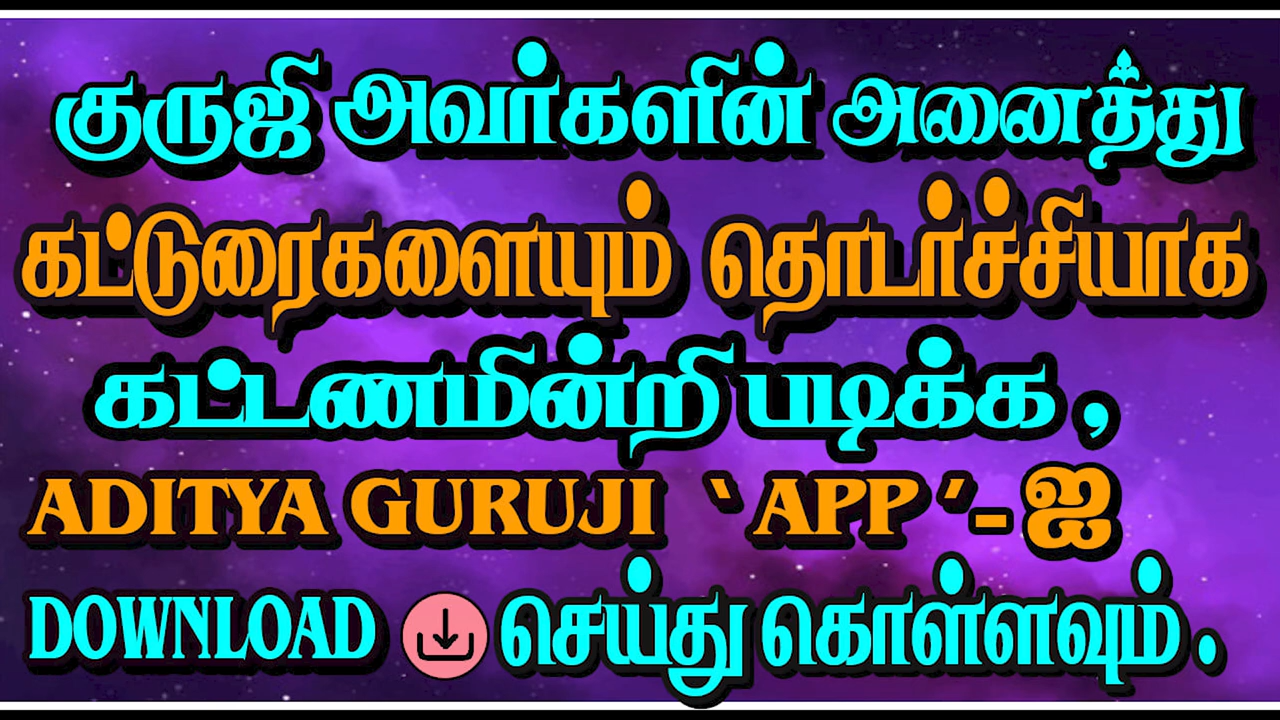 குருஜி அவர்களின் அனைத்து
கட்டுரைகளையும் தொடர்ச்சியாக
கட்டணமின்றி படிக்க ,
ADITYA GURUJI ‘ APP ’-ஐ
DOWNLOAD செய்து கொள்ளவும் .